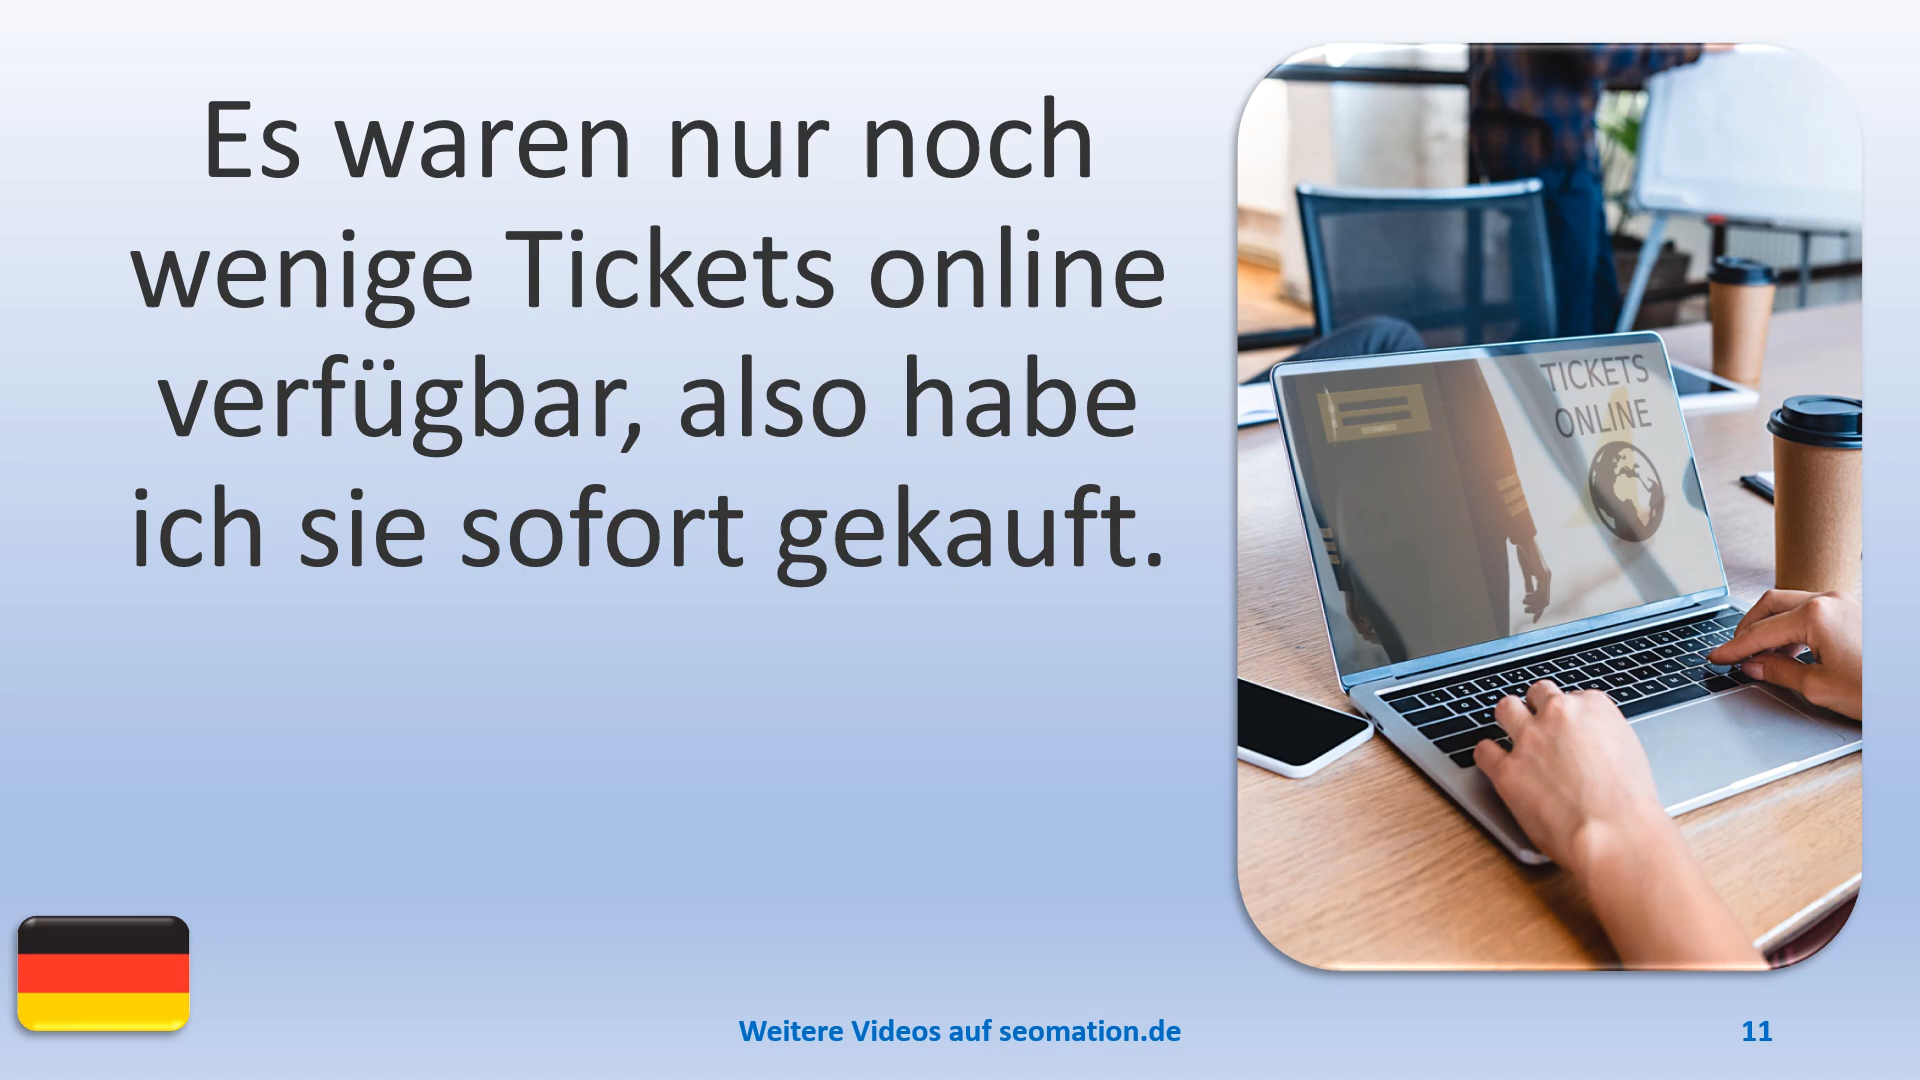 Es waren nur noch
wenige Tickets online
verfügbar, also habe
ich sie sofort gekauft.
TICKETS
ONLINE
Weitere Videos auf seomation.de
11